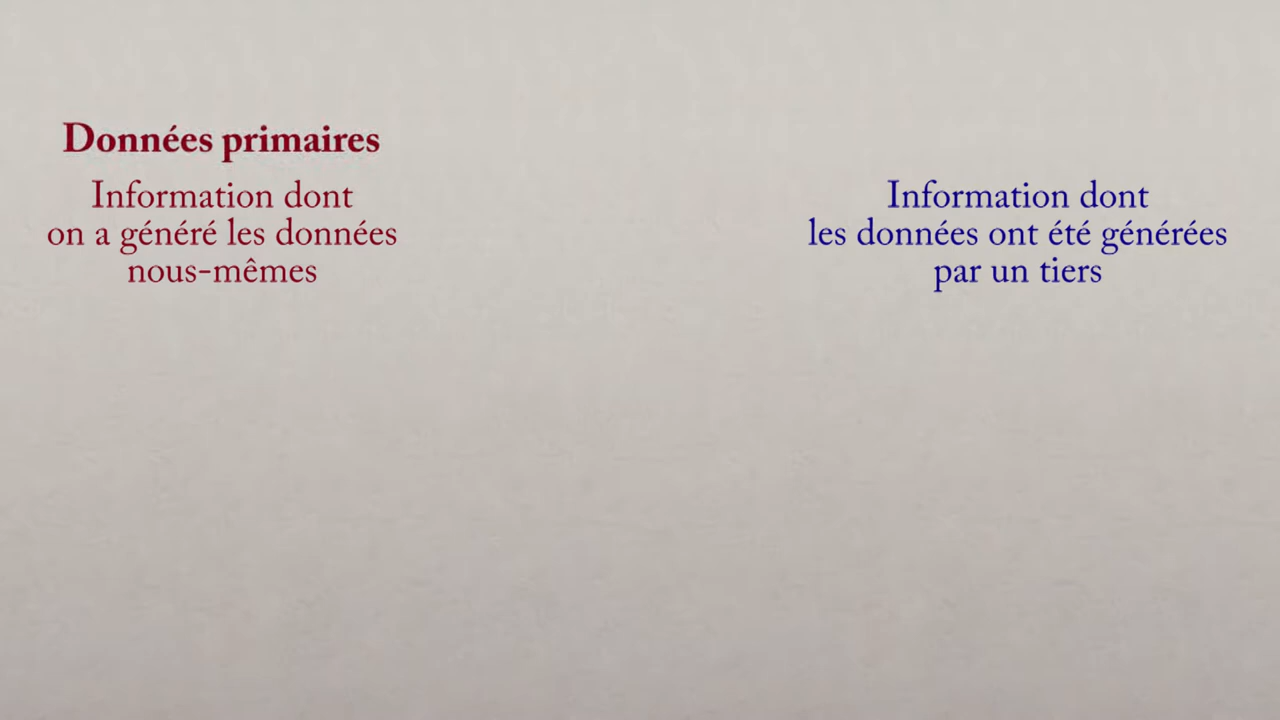 Données primaires
Information dont
on a généré les données
nous-mêmes
Information dont
les données ont été générées
par un tiers